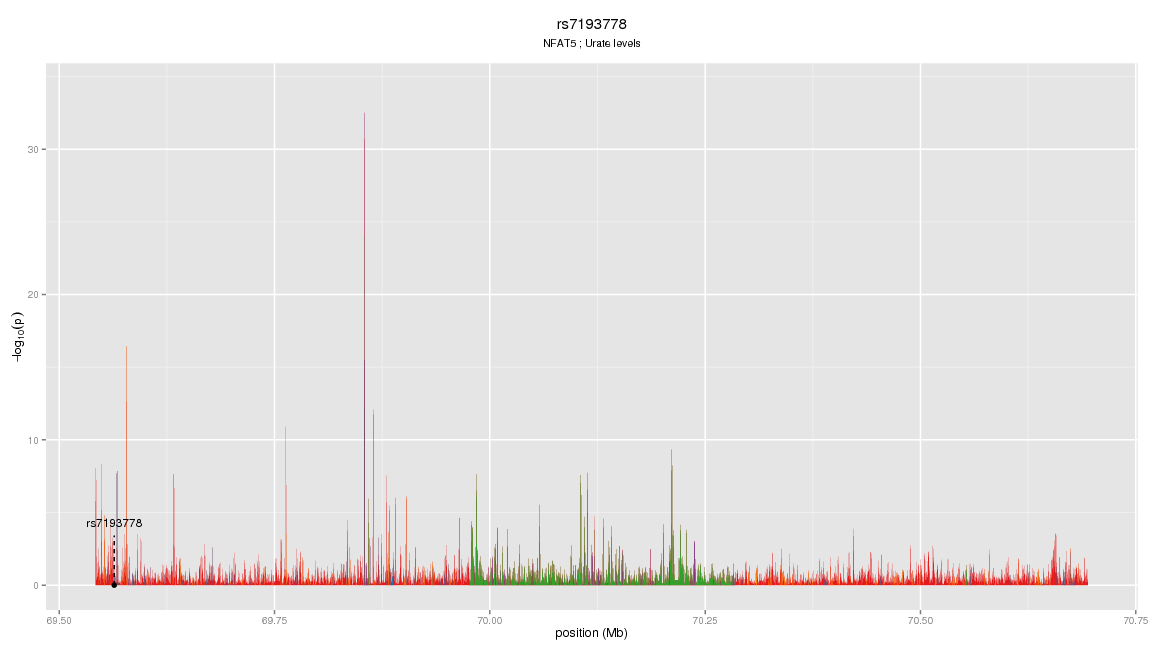 rs7193778
NFAT5 ; Urate levels
30
20
10
0
−log10(p)
rs7193778
69.50 69.75 70.00 70.25 70.50 70.75
position (Mb)